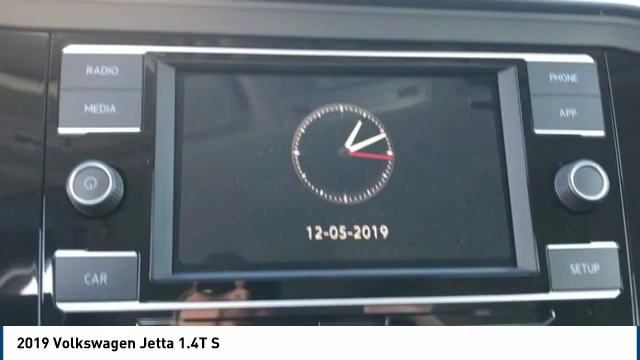 RADIO
MEDIA
CAR
PHONE
APP
SETUP
12-05-2019
2019 Volkswagen Jetta 1.4T S